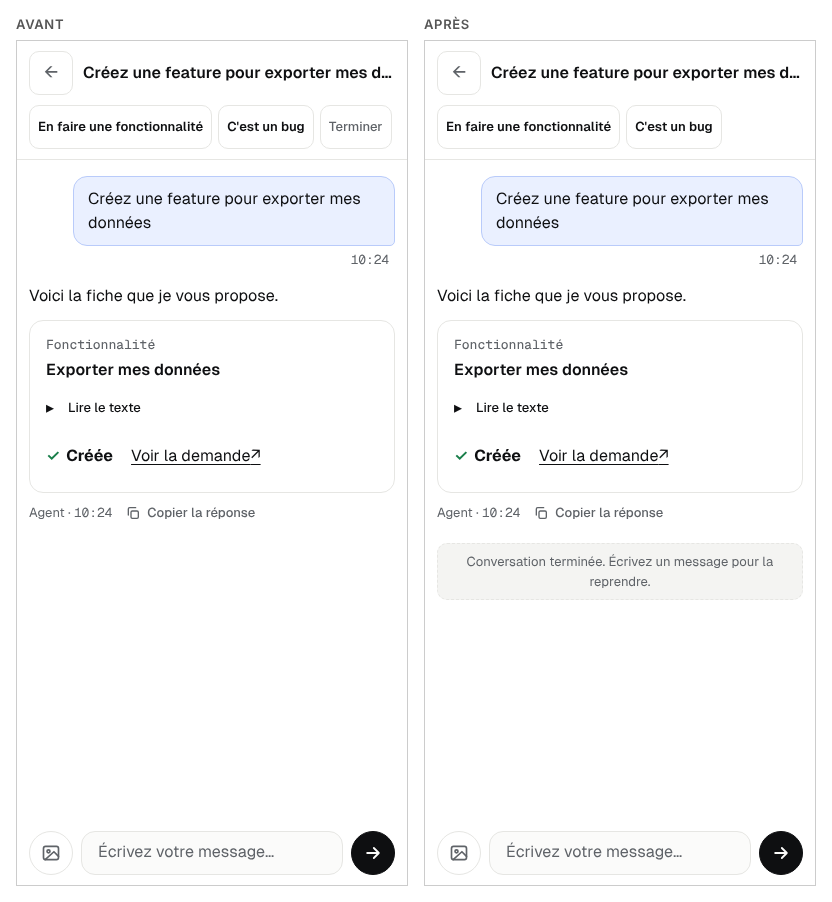 AVANT
Créez une feature pour exporter mes d…
En faire une fonctionnalité
C'est un bug
Terminer
Créez une feature pour exporter mes
données
10:24
Voici la fiche que je vous propose.
Fonctionnalité
Exporter mes données
▶ Lire le texte
✓ Créée Voir la demande↗
Agent · 10:24 Copier la réponse
Écrivez votre message…
APRÈS
Créez une feature pour exporter mes d…
En faire une fonctionnalité
C'est un bug
Créez une feature pour exporter mes
données
10:24
Voici la fiche que je vous propose.
Fonctionnalité
Exporter mes données
▶ Lire le texte
✓ Créée Voir la demande↗
Agent · 10:24 Copier la réponse
Conversation terminée. Écrivez un message pour la
reprendre.
Écrivez votre message…